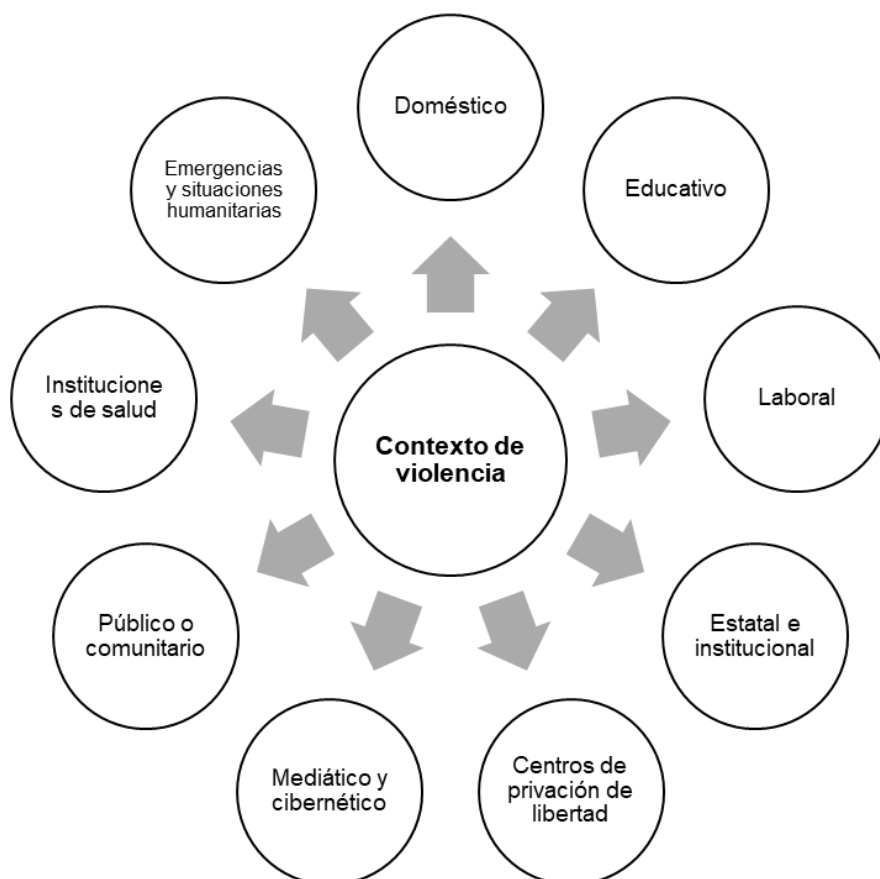 Doméstico
Educativo
Laboral
Estatal e
institucional
Centros de
privación de
libertad
Mediático y
cibernético
Público o
comunitario
Institucione
s de salud
Emergencias
y situaciones
humanitarias
Contexto de
violencia